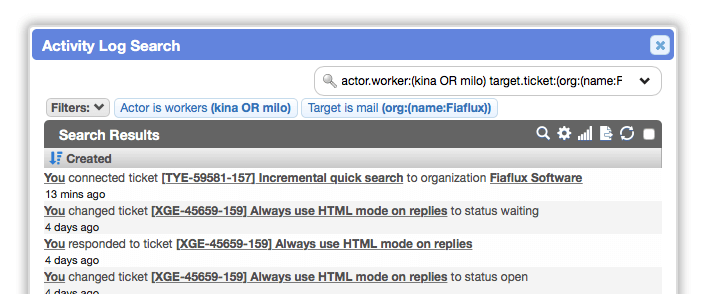 Activity Log Search
actor.worker:(kina OR milo) target.ticket:(org:(name:F
Filters:
Actor is workers (kina OR milo)
Target is mail (org:(name:Fiaflux))
Search Results
Created
You connected ticket [TYE-59581-157] Incremental quick search to organization Fiaflux Software
13 mins ago
You changed ticket [XGE-45659-159] Always use HTML mode on replies to status waiting
4 days ago
You responded to ticket [XGE-45659-159] Always use HTML mode on replies
4 days ago
You changed ticket [XGE-45659-159] Always use HTML mode on replies to status open
4 days ago